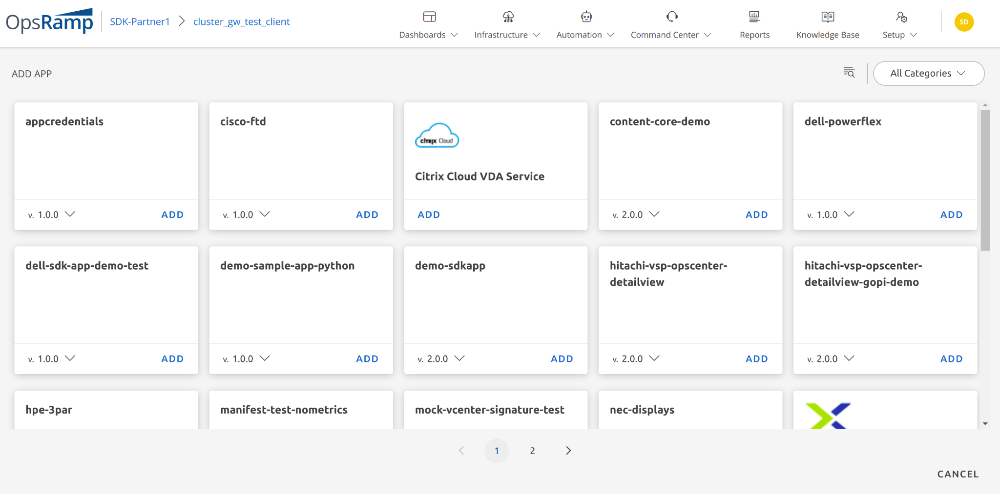 OpsRamp
SDK-Partner1
cluster_gw_test_client
Dashboards
Infrastructure
Automation
Command Center
Reports
Knowledge Base
Setup
SD
ADD APP
All Categories
appcredentials
cisco-ftd
citrix Cloud
Citrix Cloud VDA Service
content-core-demo
dell-powerflex
v. 1.0.0
ADD
v. 1.0.0
ADD
ADD
v. 2.0.0
ADD
v. 1.0.0
ADD
dell-sdk-app-demo-test
demo-sample-app-python
demo-sdkapp
hitachi-vsp-opscenter-
detailview
hitachi-vsp-opscenter-
detailview-gopi-demo
v. 1.0.0
ADD
v. 1.0.0
ADD
v. 2.0.0
ADD
v. 2.0.0
ADD
v. 2.0.0
ADD
hpe-3par
manifest-test-nometrics
mock-vcenter-signature-test
nec-displays
1
2
CANCEL